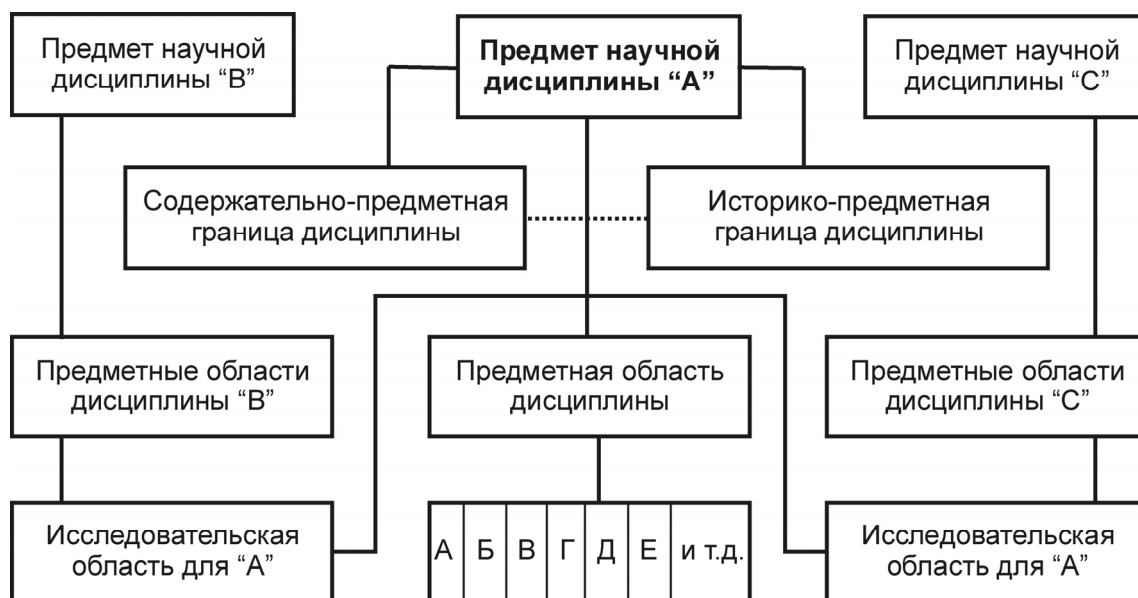 Предмет научной
дисциплины “В”
Предмет научной
дисциплины “А”
Предмет научной
дисциплины “С”
Содержательно-предметная
граница дисциплины
Историко-предметная
граница дисциплины
Предметные области
дисциплины “В”
Предметная область
дисциплины
Предметные области
дисциплины “С”
Исследовательская
область для “А”
А Б В Г Д Е и т.д.
Исследовательская
область для “А”